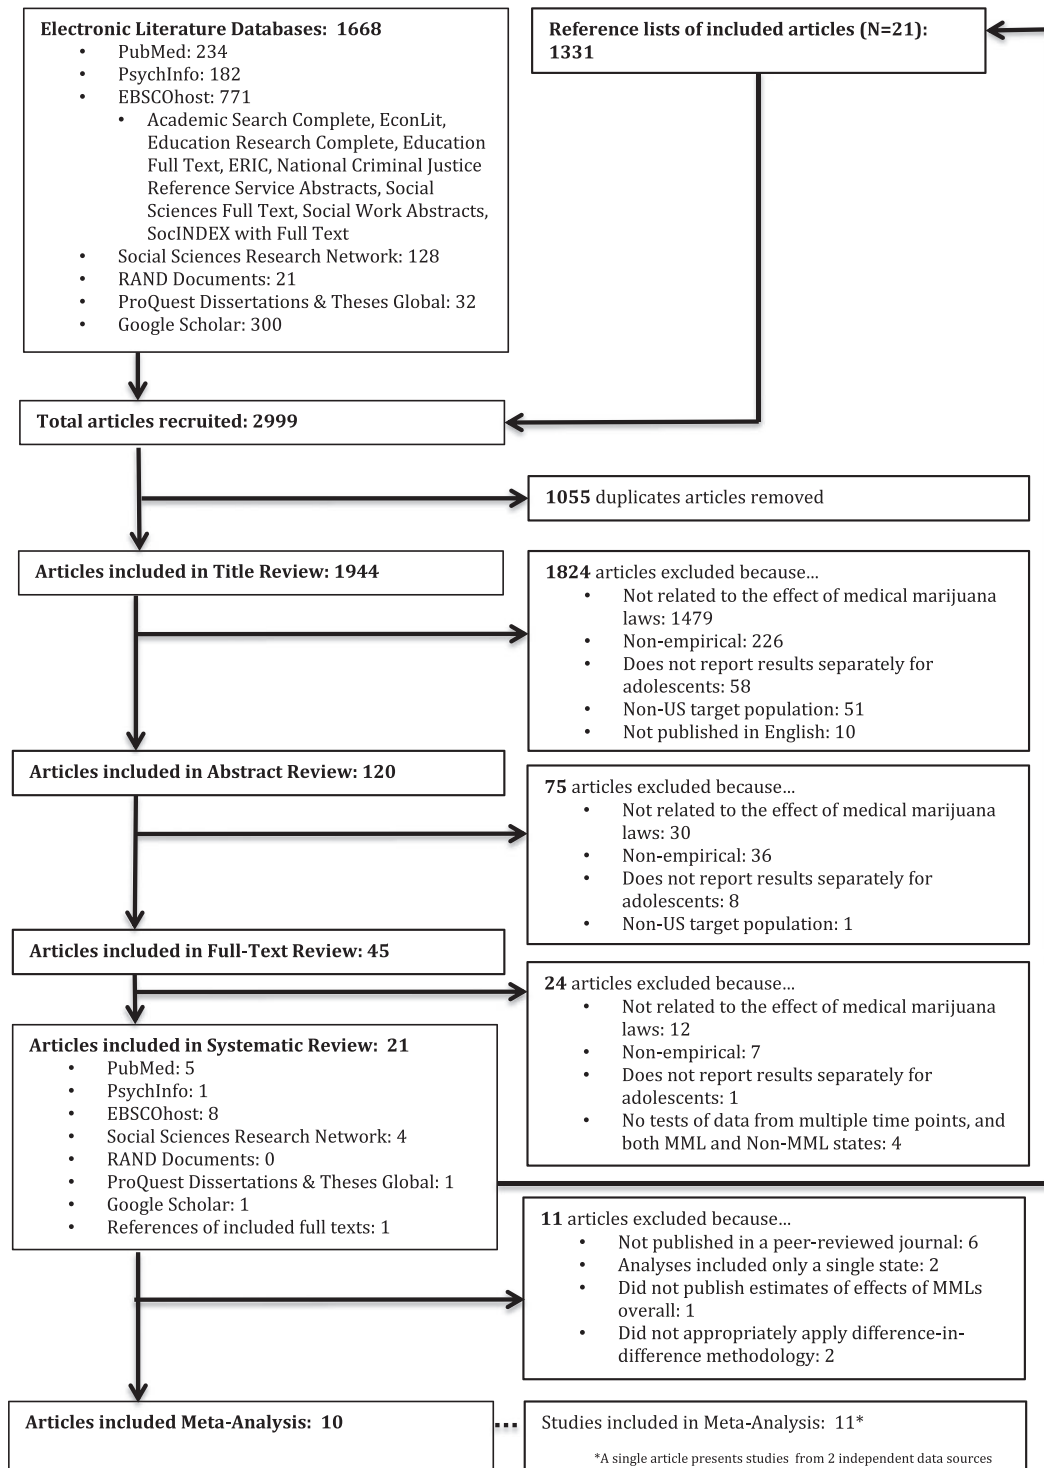 Electronic Literature Databases: 1668
• PubMed: 234
• PsychInfo: 182
• EBSCOhost: 771
• Academic Search Complete, EconLit,
Education Research Complete, Education
Full Text, ERIC, National Criminal Justice
Reference Service Abstracts, Social
Sciences Full Text, Social Work Abstracts,
SocINDEX with Full Text
• Social Sciences Research Network: 128
• RAND Documents: 21
• ProQuest Dissertations & Theses Global: 32
• Google Scholar: 300
Reference lists of included articles (N=21):
1331
Total articles recruited: 2999
1055 duplicates articles removed
Articles included in Title Review: 1944
1824 articles excluded because...
• Not related to the effect of medical marijuana
laws: 1479
• Non-empirical: 226
• Does not report results separately for
adolescents: 58
• Non-US target population: 51
• Not published in English: 10
Articles included in Abstract Review: 120
75 articles excluded because...
• Not related to the effect of medical marijuana
laws: 30
• Non-empirical: 36
• Does not report results separately for
adolescents: 8
• Non-US target population: 1
Articles included in Full-Text Review: 45
24 articles excluded because...
• Not related to the effect of medical marijuana
laws: 12
• Non-empirical: 7
• Does not report results separately for
adolescents: 1
• No tests of data from multiple time points, and
both MML and Non-MML states: 4
Articles included in Systematic Review: 21
• PubMed: 5
• PsychInfo: 1
• EBSCOhost: 8
• Social Sciences Research Network: 4
• RAND Documents: 0
• ProQuest Dissertations & Theses Global: 1
• Google Scholar: 1
• References of included full texts: 1
11 articles excluded because...
• Not published in a peer-reviewed journal: 6
• Analyses included only a single state: 2
• Did not publish estimates of effects of MMLs
overall: 1
• Did not appropriately apply difference-in-
difference methodology: 2
Articles included Meta-Analysis: 10
Studies included in Meta-Analysis: 11*
*A single article presents studies from 2 independent data sources